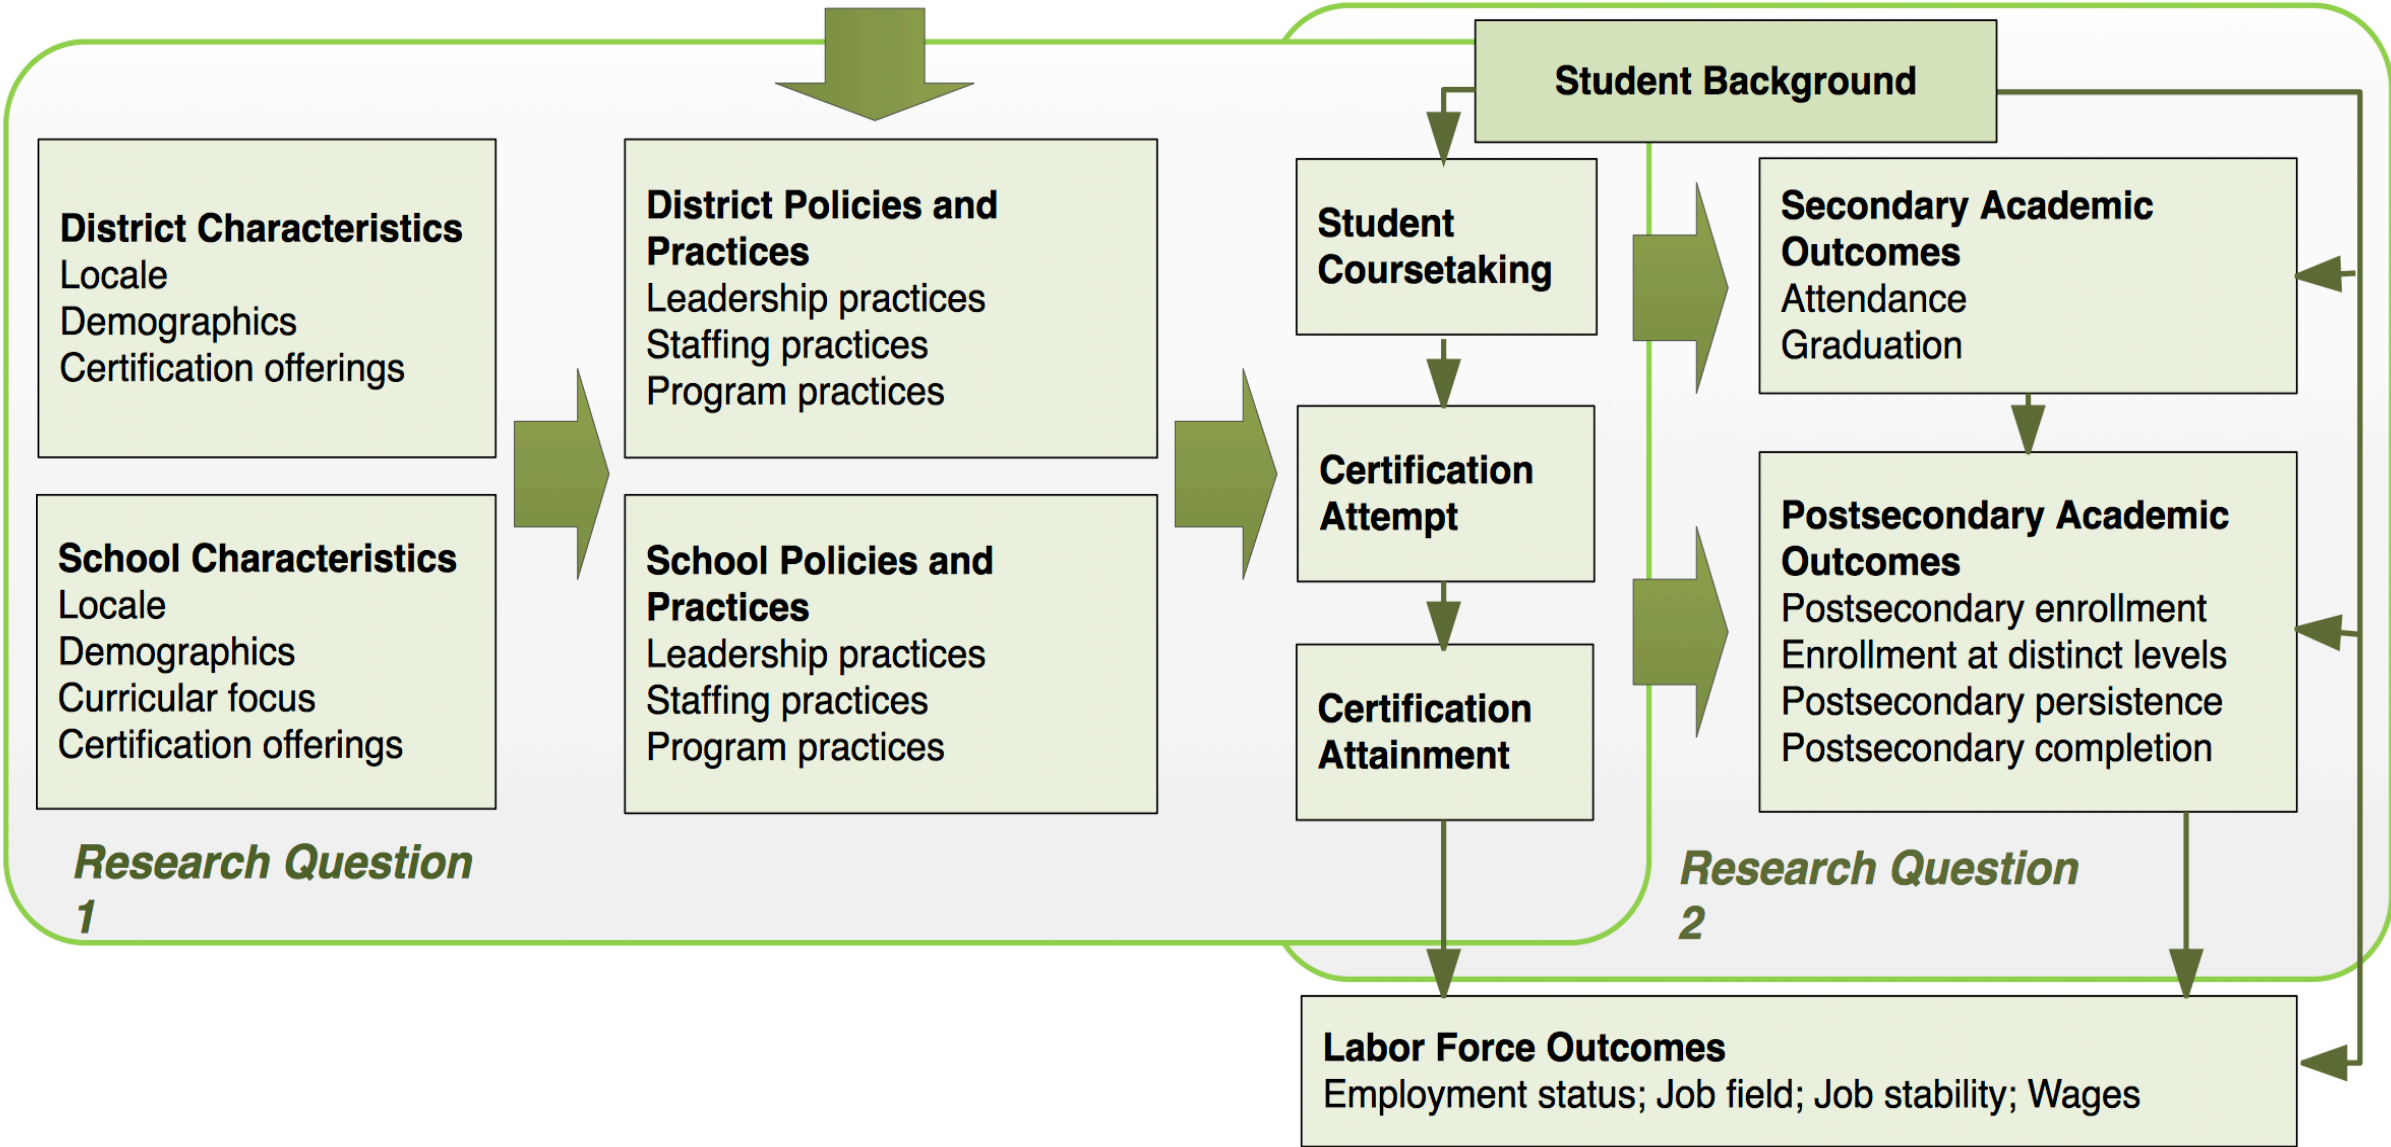 Student Background
District Characteristics
Locale
Demographics
Certification offerings
School Characteristics
Locale
Demographics
Curricular focus
Certification offerings
District Policies and
Practices
Leadership practices
Staffing practices
Program practices
School Policies and
Practices
Leadership practices
Staffing practices
Program practices
Student
Coursetaking
Certification
Attempt
Certification
Attainment
Secondary Academic
Outcomes
Attendance
Graduation
Postsecondary Academic
Outcomes
Postsecondary enrollment
Enrollment at distinct levels
Postsecondary persistence
Postsecondary completion
Research Question
1
Research Question
2
Labor Force Outcomes
Employment status; Job field; Job stability; Wages